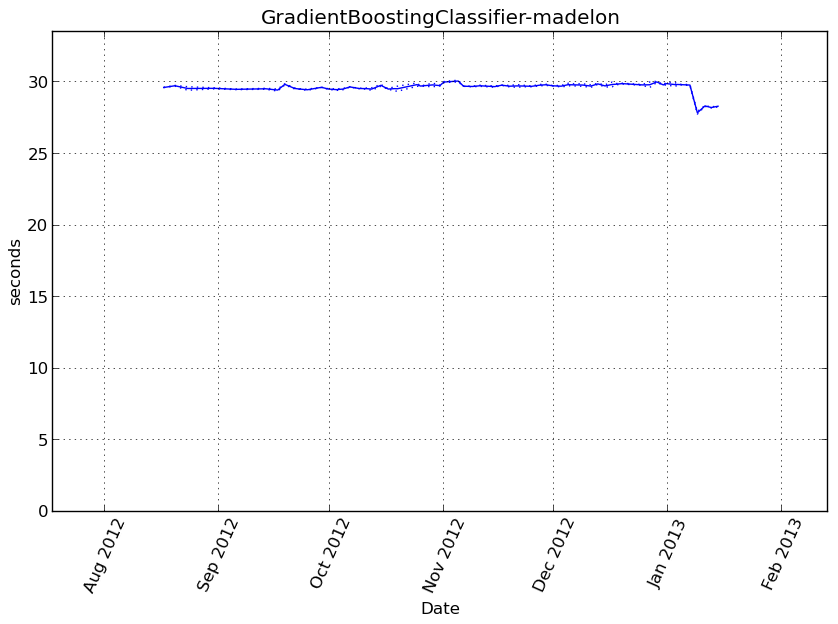 GradientBoostingClassifier-madelon
30
25
20
15
10
5
0
seconds
Aug 2012
Sep 2012
Oct 2012
Nov 2012
Dec 2012
Jan 2013
Feb 2013
Date